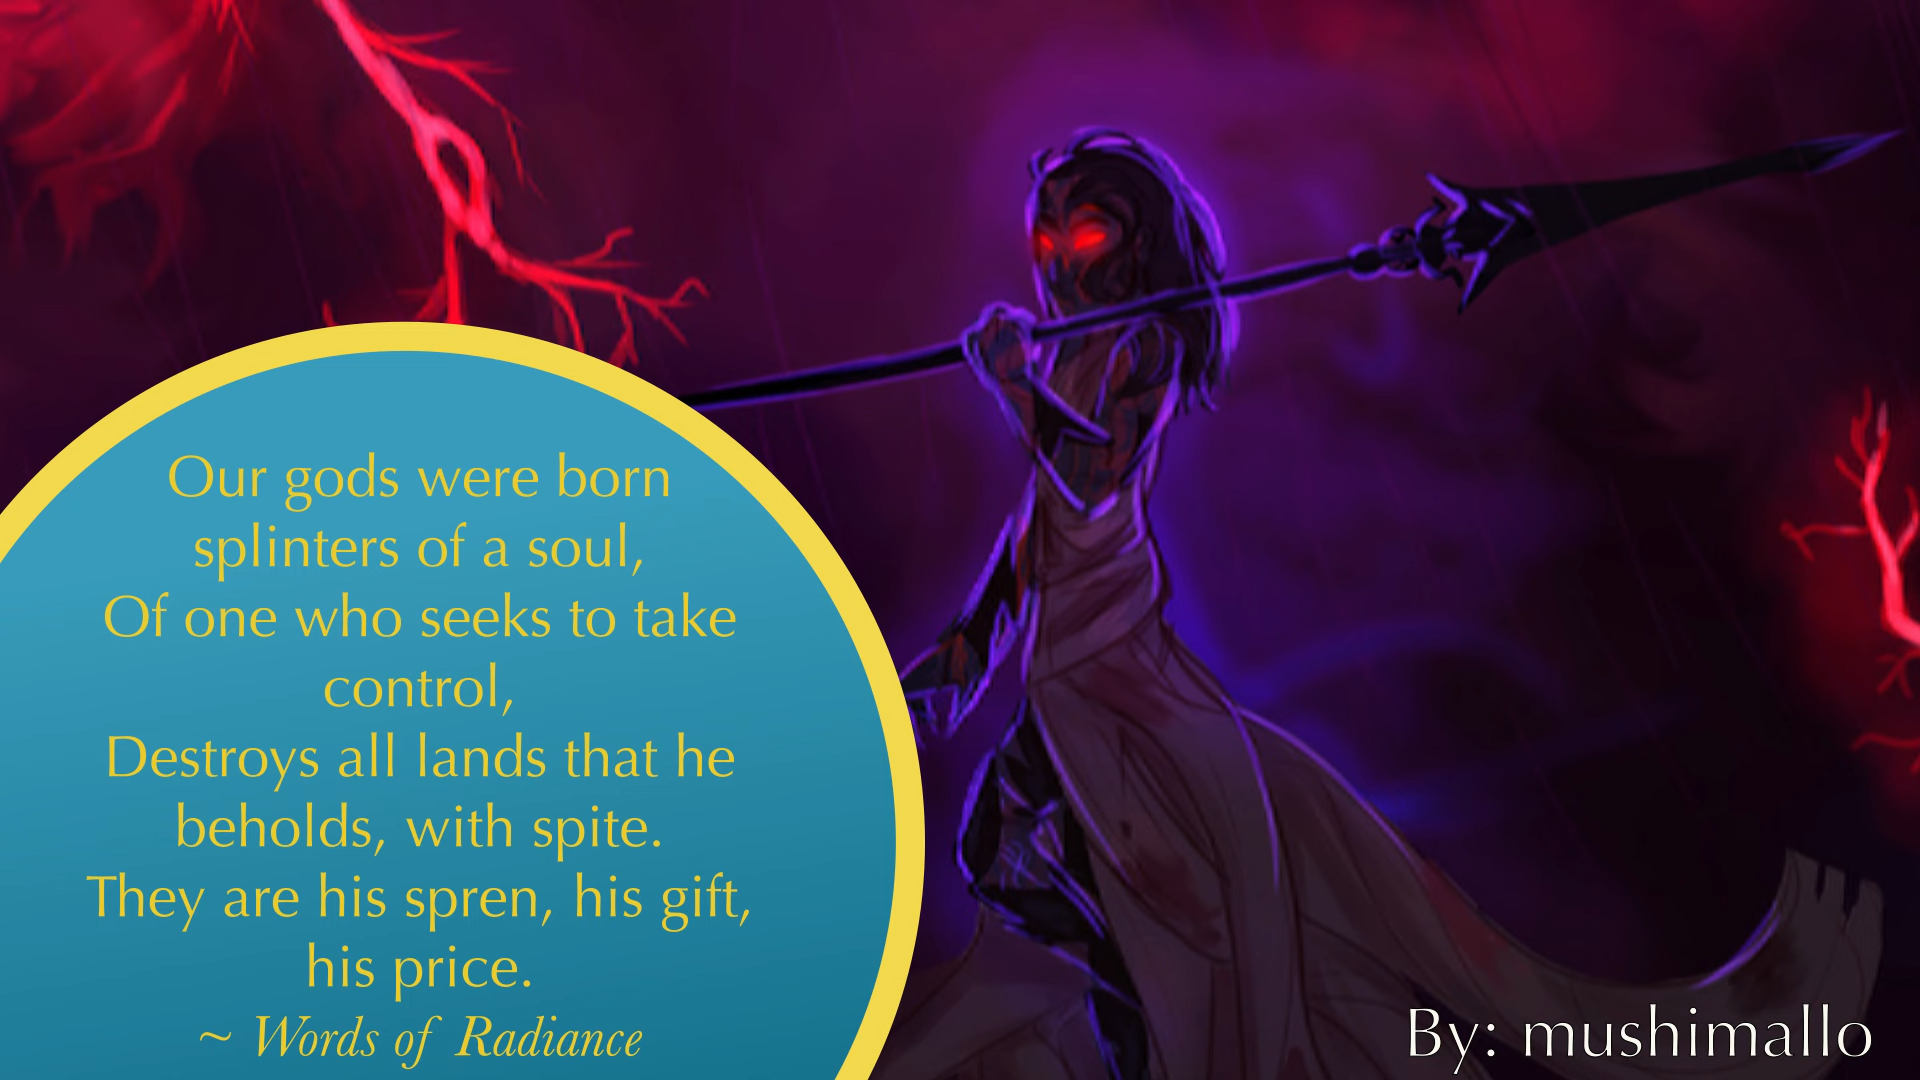 Our gods were born
splinters of a soul,
Of one who seeks to take
control,
Destroys all lands that he
beholds, with spite.
They are his spren, his gift,
his price.
~ Words of Radiance
By: mushimallo